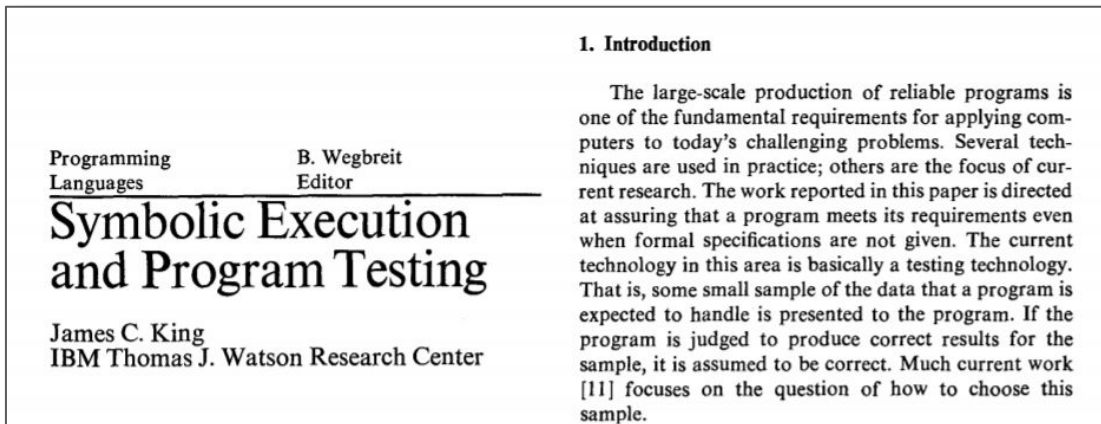 Programming
Languages
B. Wegbreit
Editor
Symbolic Execution
and Program Testing
James C. King
IBM Thomas J. Watson Research Center
1. Introduction
The large-scale production of reliable programs is
one of the fundamental requirements for applying com-
puters to today's challenging problems. Several tech-
niques are used in practice; others are the focus of cur-
rent research. The work reported in this paper is directed
at assuring that a program meets its requirements even
when formal specifications are not given. The current
technology in this area is basically a testing technology.
That is, some small sample of the data that a program is
expected to handle is presented to the program. If the
program is judged to produce correct results for the
sample, it is assumed to be correct. Much current work
[11] focuses on the question of how to choose this
sample.